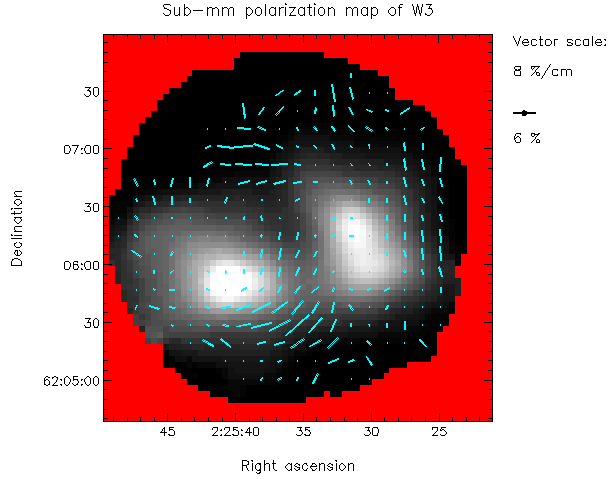 Sub-mm polarization map of W3
Vector scale:
8 %/cm
6 %
30
07:00
30
06:00
30
62:05:00
Declination
45 2:25:40 35 30 25
Right ascension